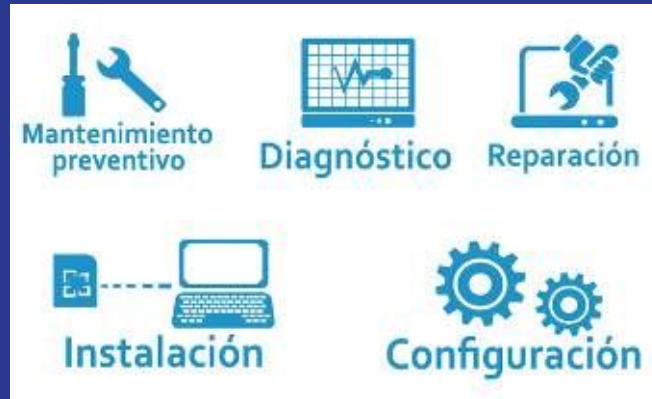 Mantenimiento
preventivo
Diagnóstico
Reparación
Instalación
Configuración